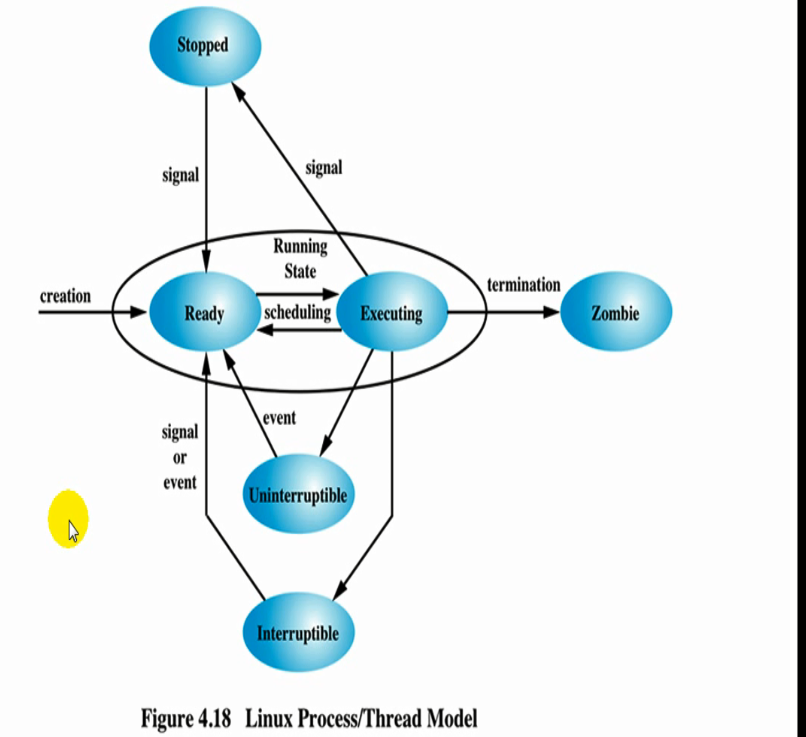 Stopped
signal
signal
Running
State
creation
termination
Ready
scheduling
Executing
Zombie
event
signal
or
event
Uninterruptible
Interruptible
Figure 4.18 Linux Process/Thread Model